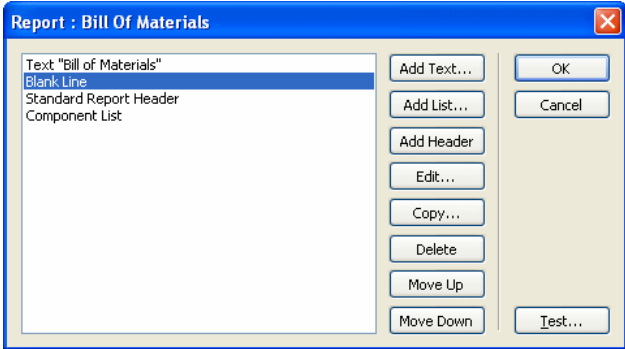 Report : Bill Of Materials
Text "Bill of Materials"
Blank Line
Standard Report Header
Component List
Add Text...
Add List...
Add Header
Edit...
Copy...
Delete
Move Up
Move Down
OK
Cancel
Test...